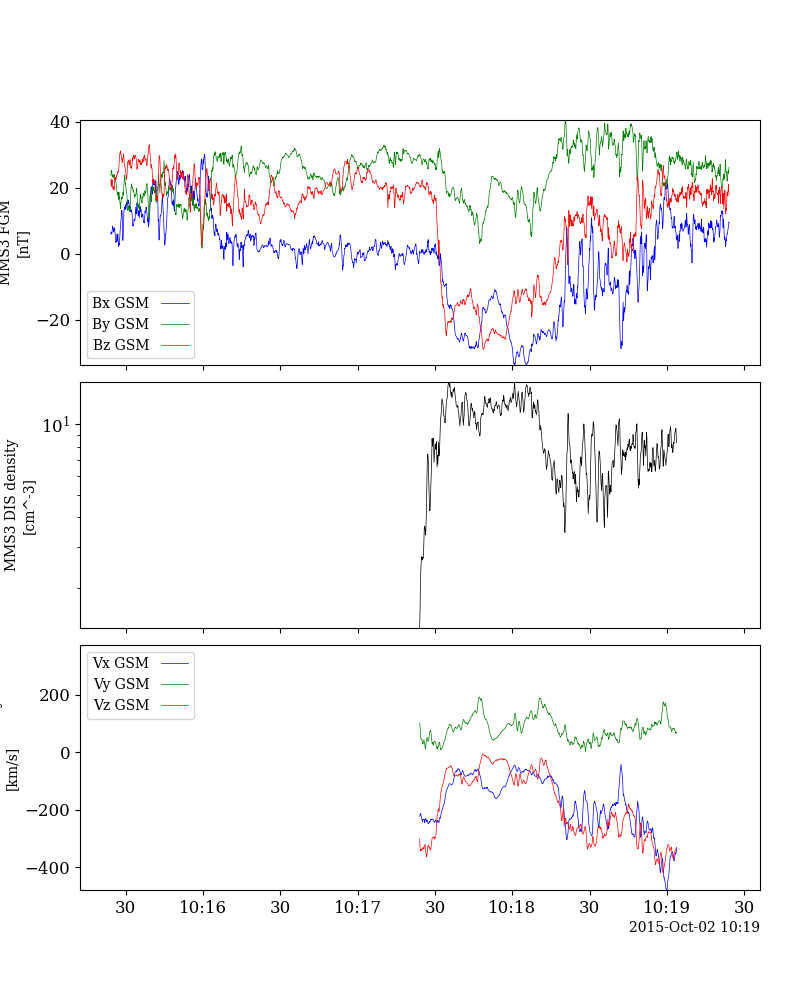 40
20
0
−20
MMS3 FGM
[nT]
Bx GSM
By GSM
Bz GSM
10^1
MMS3 DIS density
[cm^-3]
Vx GSM
Vy GSM
Vz GSM
200
0
−200
−400
[km/s]
30
10:16
30
10:17
30
10:18
30
10:19
30
2015-Oct-02 10:19